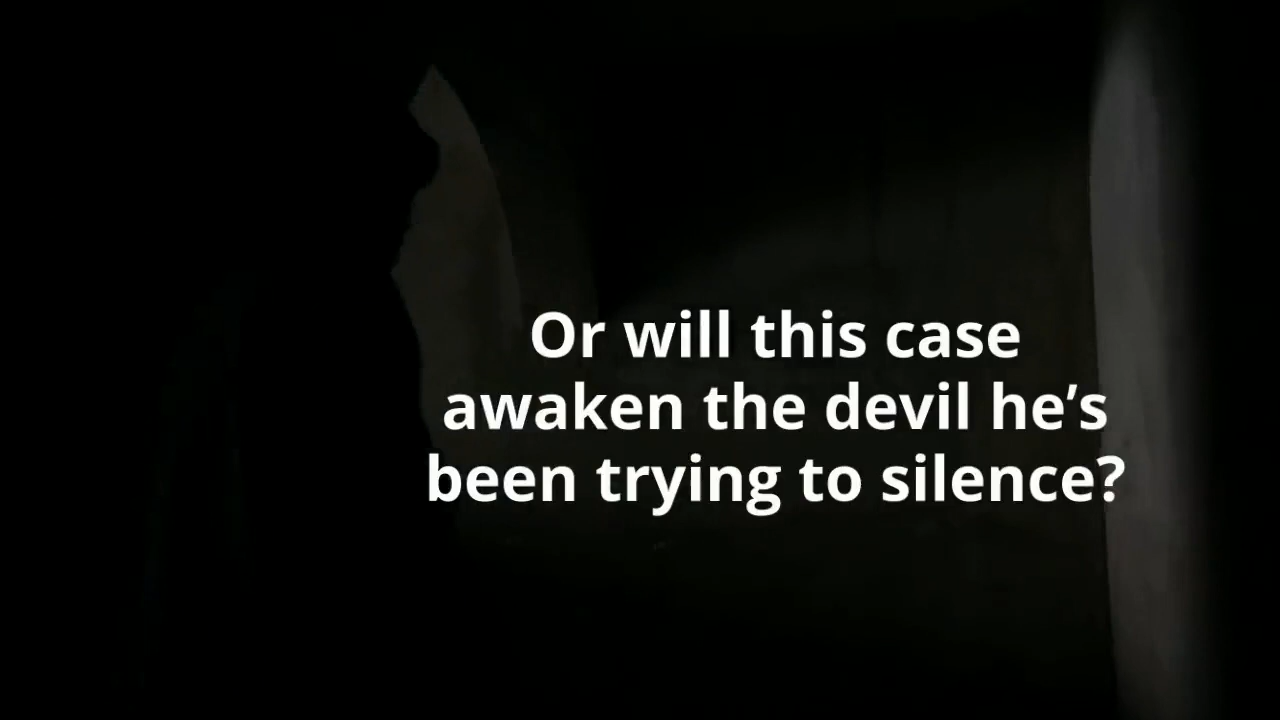 Or will this case
awaken the devil he’s
been trying to silence?